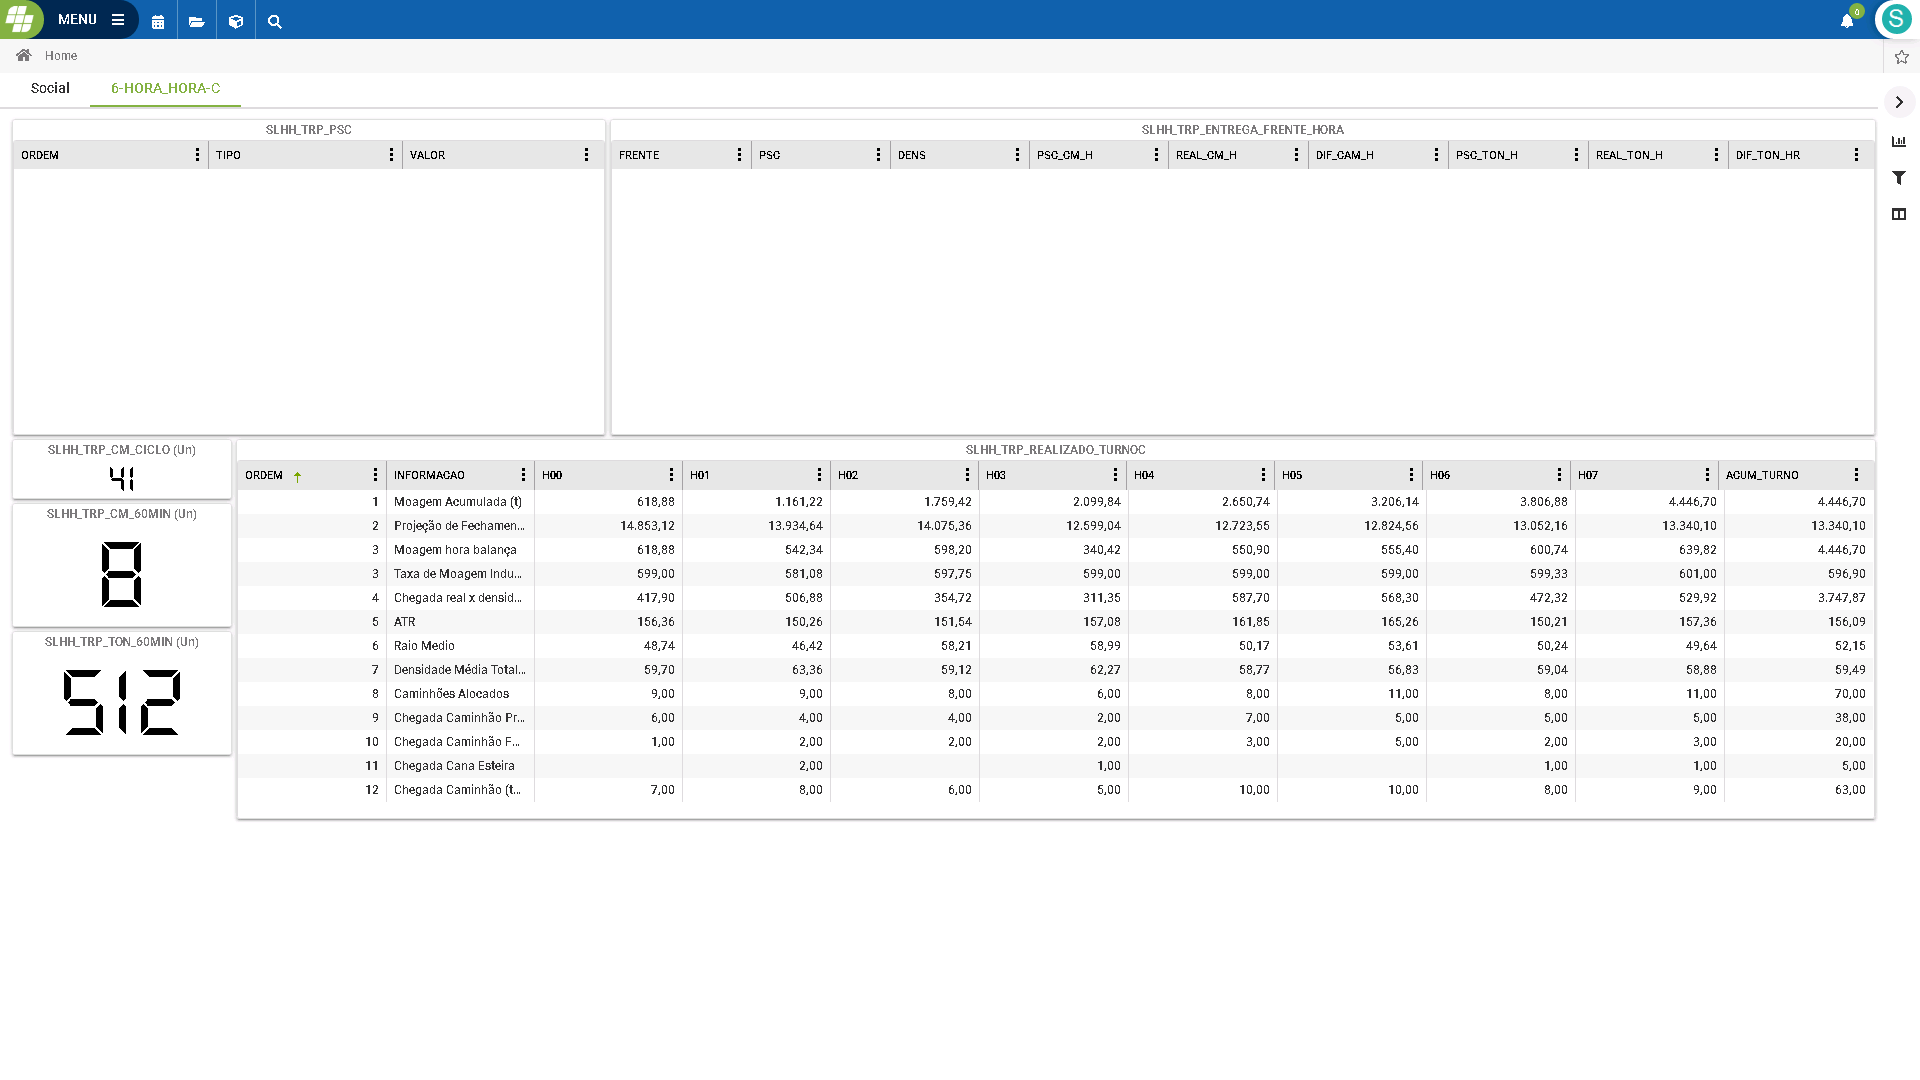 MENU
0
S
Home
Social 6-HORA_HORA-C
SLHH_TRP_PSC
ORDEM TIPO VALOR
SLHH_TRP_ENTREGA_FRENTE_HORA
FRENTE PSC DENS PSC_CM_H REAL_CM_H DIF_CAM_H PSC_TON_H REAL_TON_H DIF_TON_HR
SLHH_TRP_CM_CICLO (Un)
41
SLHH_TRP_CM_60MIN (Un)
8
SLHH_TRP_TON_60MIN (Un)
512
SLHH_TRP_REALIZADO_TURNOC
ORDEM INFORMACAO H00 H01 H02 H03 H04 H05 H06 H07 ACUM_TURNO
1 Moagem Acumulada (t) 618,88 1.161,22 1.759,42 2.099,84 2.650,74 3.206,14 3.806,88 4.446,70 4.446,70
2 Projeção de Fechamen... 14.853,12 13.934,64 14.075,36 12.599,04 12.723,55 12.824,56 13.052,16 13.340,10 13.340,10
3 Moagem hora balança 618,88 542,34 598,20 340,42 550,90 555,40 600,74 639,82 4.446,70
3 Taxa de Moagem Indu... 599,00 581,08 597,75 599,00 599,00 599,00 599,33 601,00 596,90
4 Chegada real x densid... 417,90 506,88 354,72 311,35 587,70 568,30 472,32 529,92 3.747,87
5 ATR 156,36 150,26 151,54 157,08 161,85 165,26 150,21 157,36 156,09
6 Raio Medio 48,74 46,42 58,21 58,99 50,17 53,61 50,24 49,64 52,15
7 Densidade Média Total... 59,70 63,36 59,12 62,27 58,77 56,83 59,04 58,88 59,49
8 Caminhões Alocados 9,00 9,00 8,00 6,00 8,00 11,00 8,00 11,00 70,00
9 Chegada Caminhão Pr... 6,00 4,00 4,00 2,00 7,00 5,00 5,00 5,00 38,00
10 Chegada Caminhão F... 1,00 2,00 2,00 2,00 3,00 5,00 2,00 3,00 20,00
11 Chegada Cana Esteira 2,00 1,00 1,00 1,00 5,00
12 Chegada Caminhão (t... 7,00 8,00 6,00 5,00 10,00 10,00 8,00 9,00 63,00